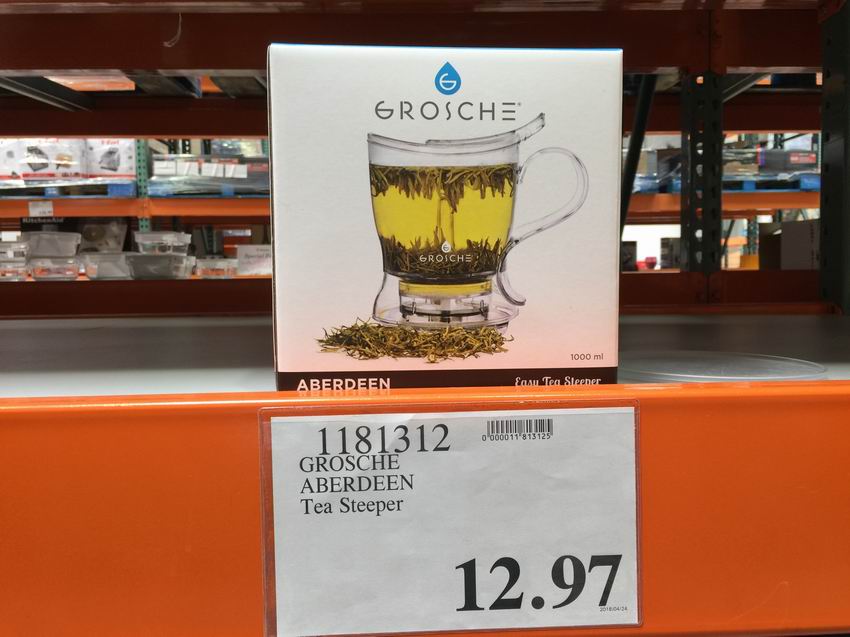 GROSCHE®
GROSCHE
1000 ml
ABERDEEN
Easy Tea Steeper
KitchenAid
1181312
0 000011 813125
GROSCHE
ABERDEEN
Tea Steeper
12.97
2018/04/24